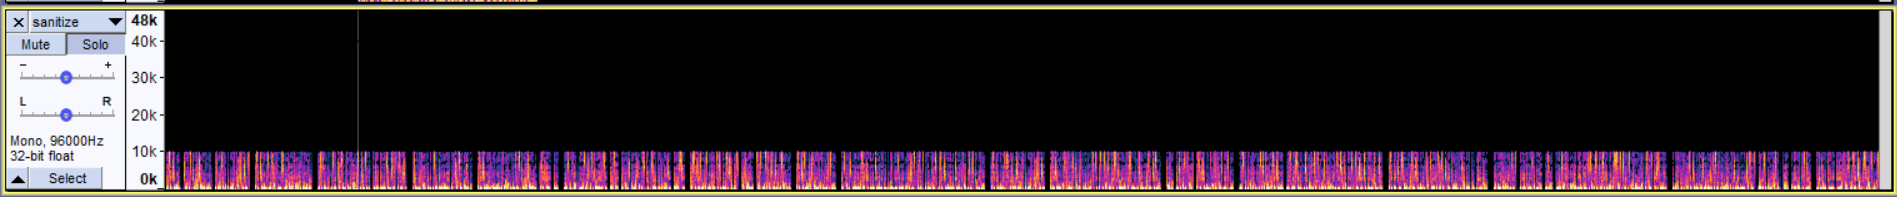 sanitize
Mute Solo
- +
L R
Mono, 96000Hz
32-bit float
Select
48k
40k
30k
20k
10k
0k